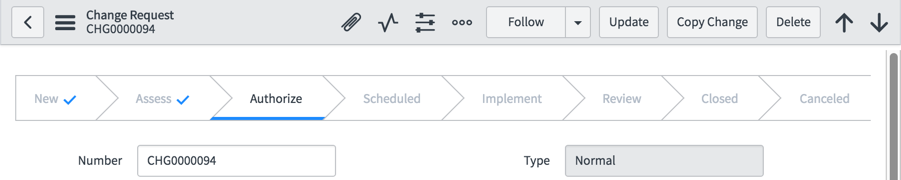 Change Request
CHG0000094
Follow
Update
Copy Change
Delete
New
Assess
Authorize
Scheduled
Implement
Review
Closed
Canceled
Number
CHG0000094
Type
Normal